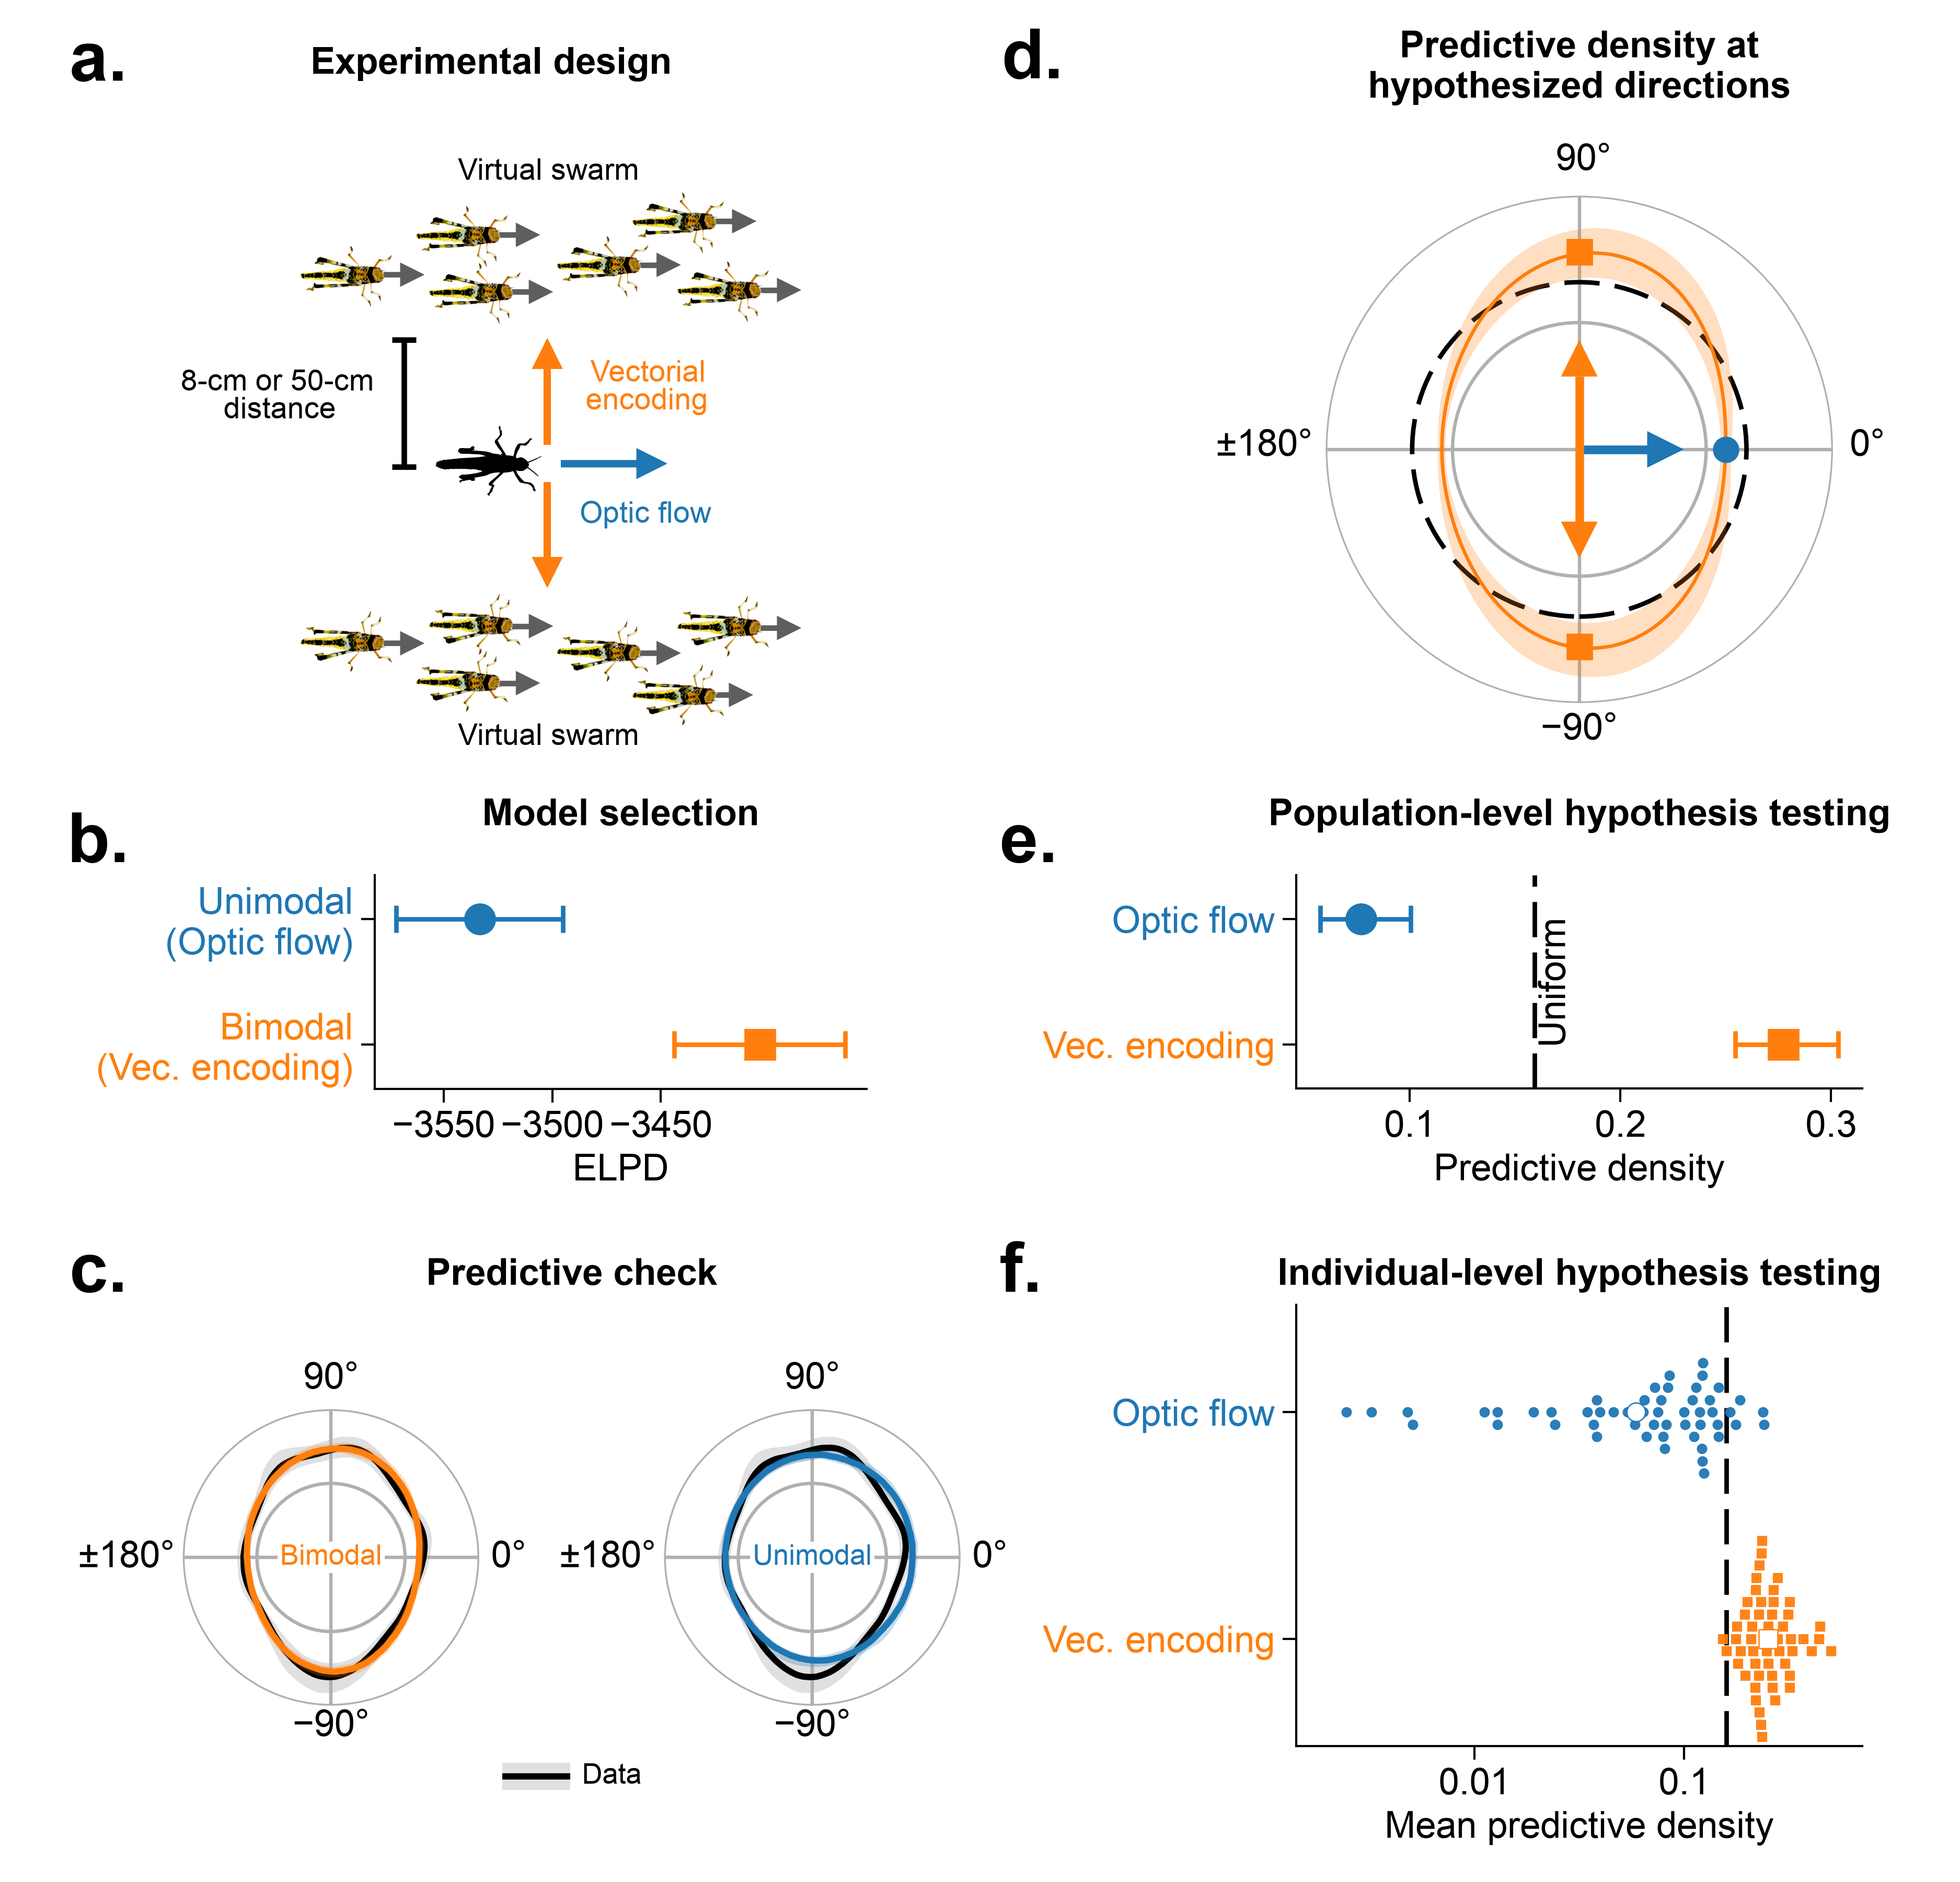 a.
Experimental design
Virtual swarm
8-cm or 50-cm
distance
Vectorial
encoding
Optic flow
Virtual swarm
b.
Model selection
Unimodal
(Optic flow)
Bimodal
(Vec. encoding)
−3550 −3500 −3450
ELPD
c.
Predictive check
90°
±180°
Bimodal
0°
−90°
90°
±180°
Unimodal
0°
−90°
Data
d.
Predictive density at
hypothesized directions
90°
±180°
0°
−90°
e.
Population-level hypothesis testing
Optic flow
Uniform
Vec. encoding
0.1 0.2 0.3
Predictive density
f.
Individual-level hypothesis testing
Optic flow
Vec. encoding
0.01 0.1
Mean predictive density